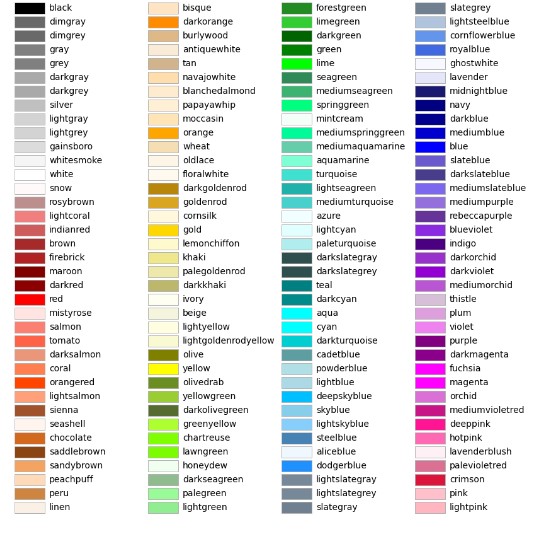 black
dimgray
dimgrey
gray
grey
darkgray
darkgrey
silver
lightgray
lightgrey
gainsboro
whitesmoke
white
snow
rosybrown
lightcoral
indianred
brown
firebrick
maroon
darkred
red
mistyrose
salmon
tomato
darksalmon
coral
orangered
lightsalmon
sienna
seashell
chocolate
saddlebrown
sandybrown
peachpuff
peru
linen
bisque
darkorange
burlywood
antiquewhite
tan
navajowhite
blanchedalmond
papayawhip
moccasin
orange
wheat
oldlace
floralwhite
darkgoldenrod
goldenrod
cornsilk
gold
lemonchiffon
khaki
palegoldenrod
darkkhaki
ivory
beige
lightyellow
lightgoldenrodyellow
olive
yellow
olivedrab
yellowgreen
darkolivegreen
greenyellow
chartreuse
lawngreen
honeydew
darkseagreen
palegreen
lightgreen
forestgreen
limegreen
darkgreen
green
lime
seagreen
mediumseagreen
springgreen
mintcream
mediumspringgreen
mediumaquamarine
aquamarine
turquoise
lightseagreen
mediumturquoise
azure
lightcyan
paleturquoise
darkslategray
darkslategrey
teal
darkcyan
aqua
cyan
darkturquoise
cadetblue
powderblue
lightblue
deepskyblue
skyblue
lightskyblue
steelblue
aliceblue
dodgerblue
lightslategray
lightslategrey
slategray
slategrey
lightsteelblue
cornflowerblue
royalblue
ghostwhite
lavender
midnightblue
navy
darkblue
mediumblue
blue
slateblue
darkslateblue
mediumslateblue
mediumpurple
rebeccapurple
blueviolet
indigo
darkorchid
darkviolet
mediumorchid
thistle
plum
violet
purple
darkmagenta
fuchsia
magenta
orchid
mediumvioletred
deeppink
hotpink
lavenderblush
palevioletred
crimson
pink
lightpink